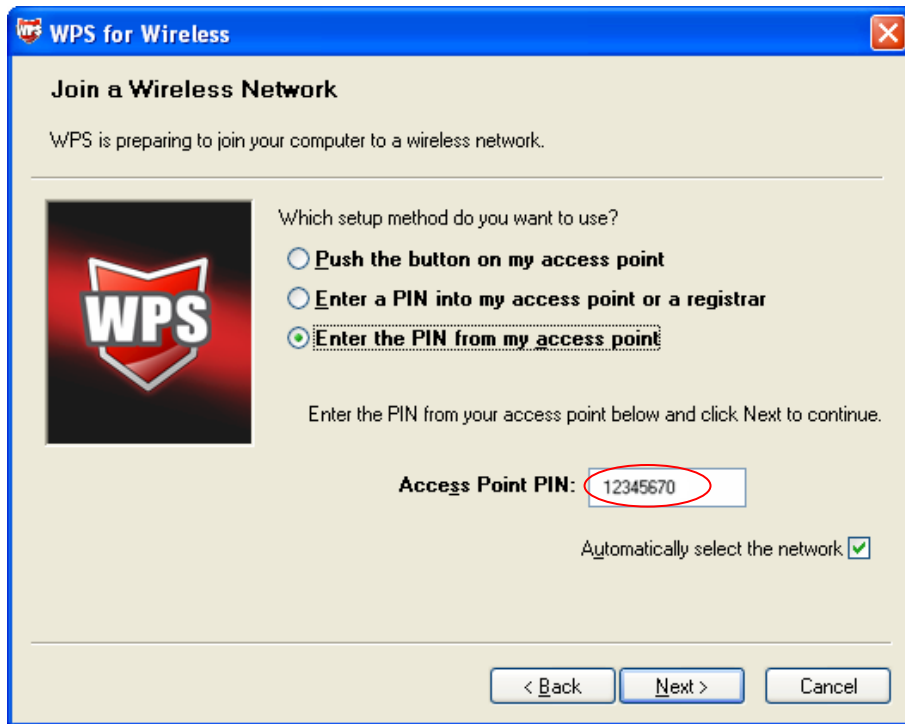 WPS WPS for Wireless
Join a Wireless Network
WPS is preparing to join your computer to a wireless network.
WPS
Which setup method do you want to use?
Push the button on my access point
Enter a PIN into my access point or a registrar
Enter the PIN from my access point
Enter the PIN from your access point below and click Next to continue.
Access Point PIN: 12345670
Automatically select the network
< Back Next > Cancel